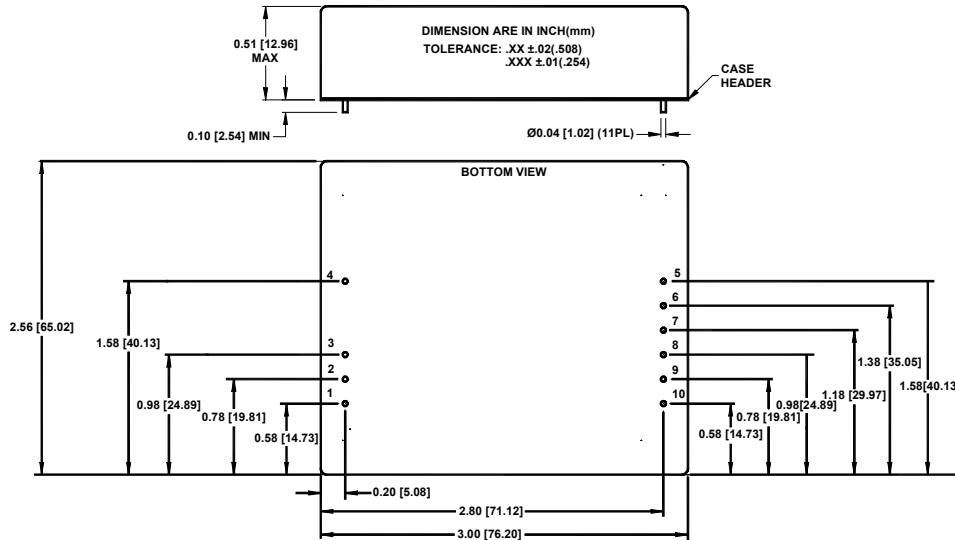 0.51 [12.96]
MAX
DIMENSION ARE IN INCH(mm)
TOLERANCE: .XX ±.02(.508)
.XXX ±.01(.254)
CASE
HEADER
0.10 [2.54] MIN
Ø0.04 [1.02] (11PL)
BOTTOM VIEW
4
5
6
2.56 [65.02]
7
1.58 [40.13]
3
8
1.38 [35.05]
2
9
1.18 [29.97]
1.58[40.13
0.98 [24.89]
1
10
0.98[24.89]
0.78 [19.81]
0.78 [19.81]
0.58 [14.73]
0.58 [14.73]
0.20 [5.08]
2.80 [71.12]
3.00 [76.20]